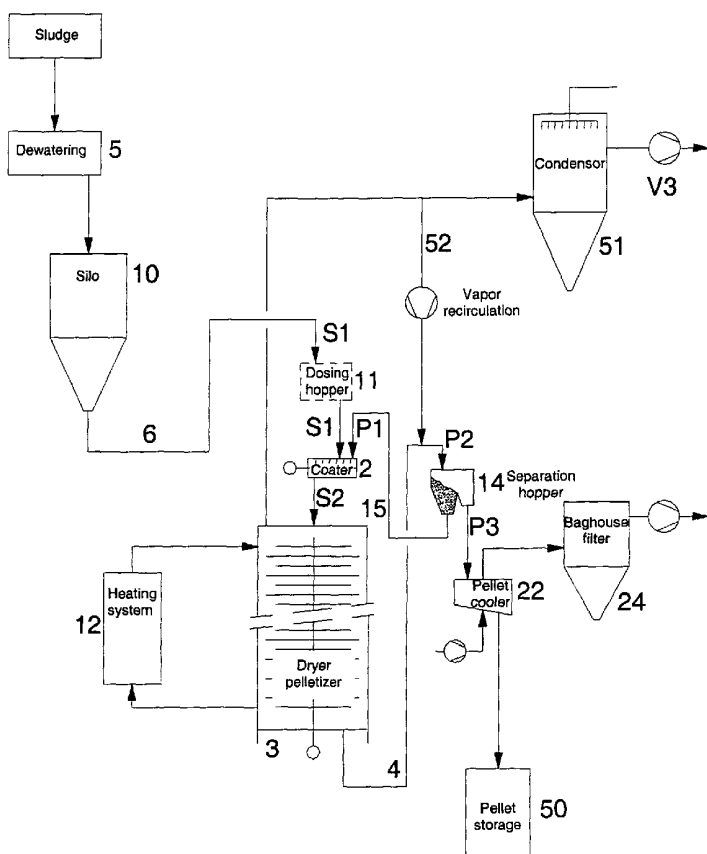 Sludge
Dewatering
5
Silo
10
6
S1
Dosing
hopper
11
S1
P1
Coater
2
S2
15
52
Vapor
recirculation
Condensor
V3
51
P2
14
Separation
hopper
P3
Pellet
cooler
22
Baghouse
filter
24
Heating
system
12
Dryer
pelletizer
3
4
Pellet
storage
50